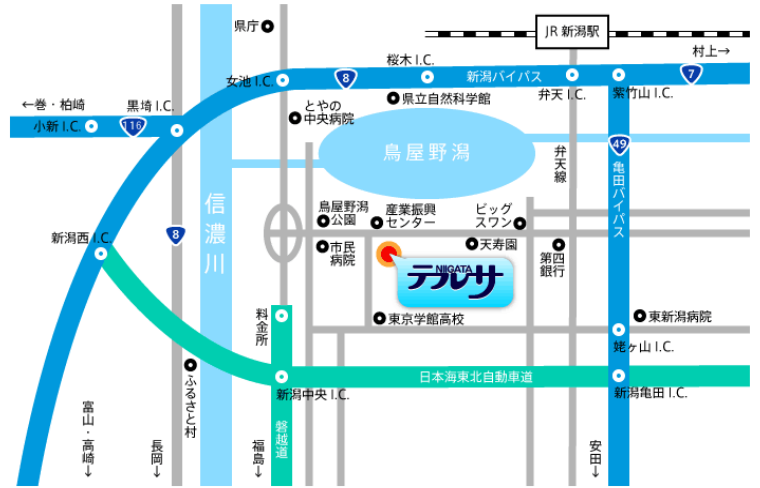 県庁
JR 新潟駅
村上→
女池 I.C.
8
桜木 I.C.
新潟バイパス
弁天 I.C.
紫竹山 I.C.
7
←巻・柏崎
黒埼 I.C.
小新 I.C.
116
とやの
中央病院
県立自然科学館
鳥屋野潟
49
弁天線
亀田バイパス
信濃川
8
新潟西 I.C.
鳥屋野潟
公園
産業振興
センター
ビッグ
スワン
市民
病院
天寿園
第四
銀行
NIIGATA
テルサ
料金所
東京学館高校
東新潟病院
姥ヶ山 I.C.
ふるさと村
新潟中央 I.C.
日本海東北自動車道
新潟亀田 I.C.
磐越道
富山・高崎→
長岡→
福島→
安田→